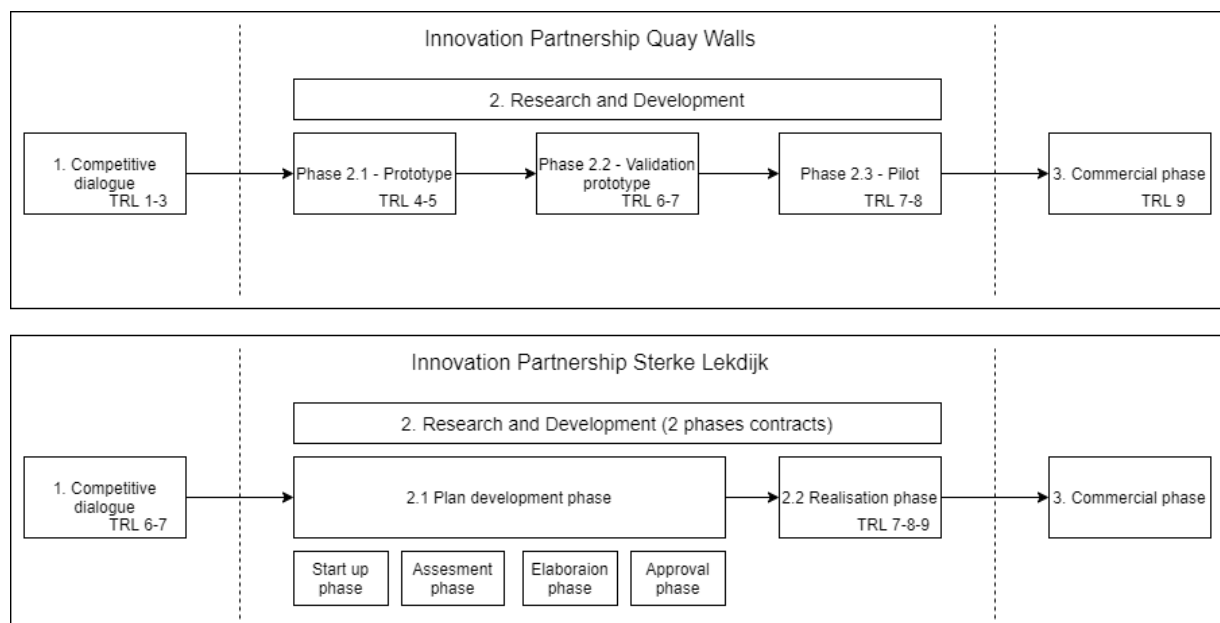 Innovation Partnership Quay Walls
2. Research and Development
1. Competitive
dialogue
TRL 1-3
Phase 2.1 - Prototype
TRL 4-5
Phase 2.2 - Validation
prototype
TRL 6-7
Phase 2.3 - Pilot
TRL 7-8
3. Commercial phase
TRL 9
Innovation Partnership Sterke Lekdijk
2. Research and Development (2 phases contracts)
1. Competitive
dialogue
TRL 6-7
2.1 Plan development phase
2.2 Realisation phase
TRL 7-8-9
3. Commercial phase
Start up
phase
Assesment
phase
Elaboraion
phase
Approval
phase